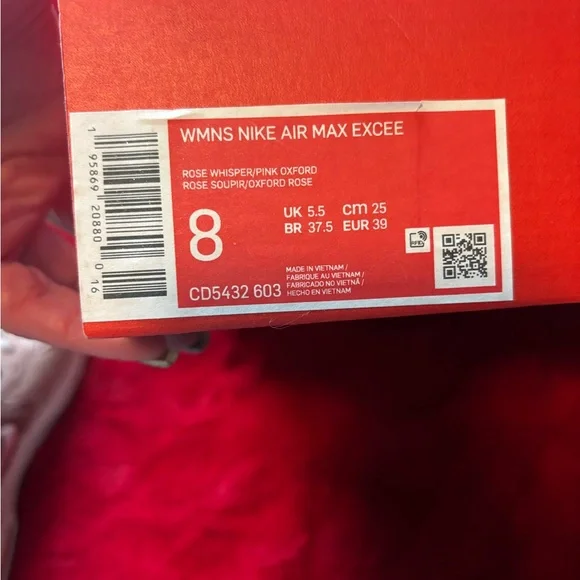 WMNS NIKE AIR MAX EXCEE
ROSE WHISPER/PINK OXFORD
ROSE SOUPIR/OXFORD ROSE
8
UK 5.5 cm 25
BR 37.5 EUR 39
RFID
MADE IN VIETNAM /
FABRIQUE AU VIETNAM /
FABRICADO NO VIETNÃ /
HECHO EN VIETNAM
CD5432 603
1 95869 20880 016